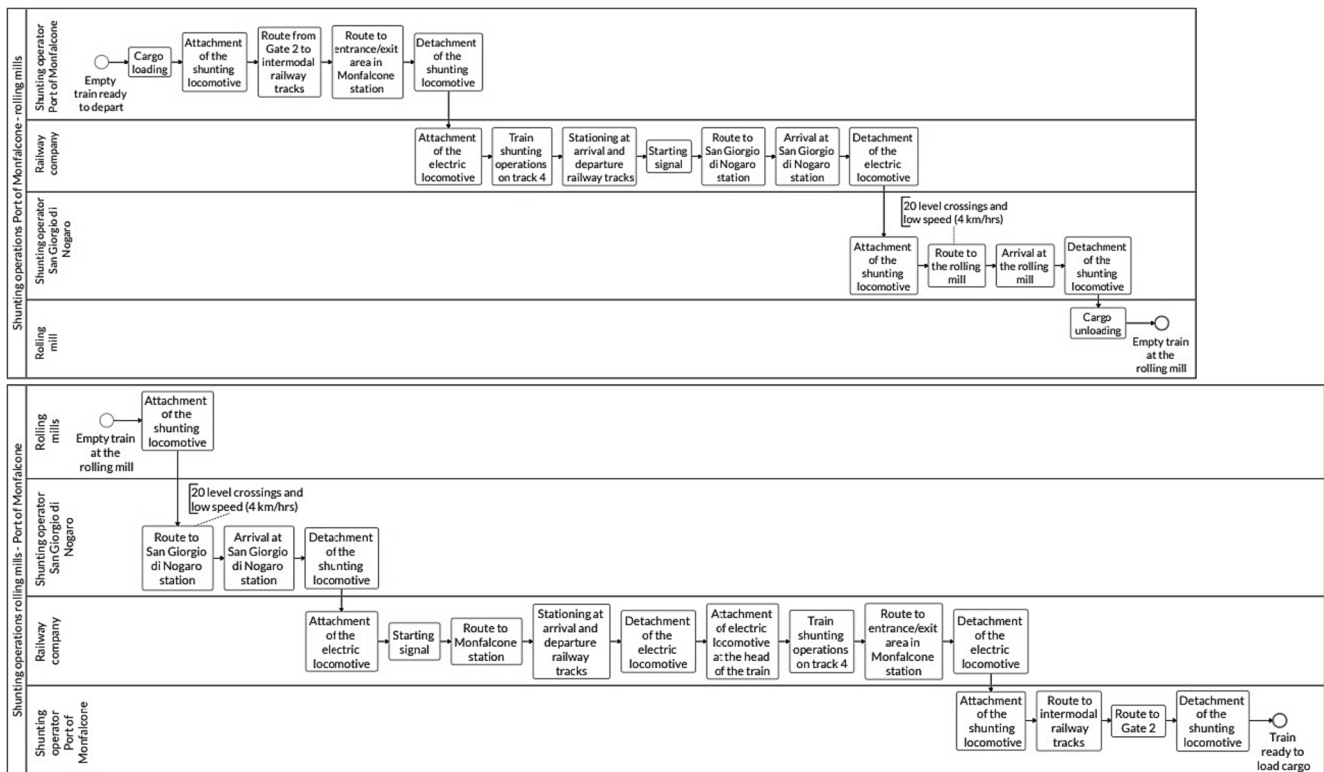 Shunting operations Port of Monfalcone - rolling mills
Shunting operator
Port of Monfalcone
Empty
train ready
to depart
Cargo
loading
Attachment
of the
shunting
locomotive
Route from
Gate 2 to
intermodal
railway
tracks
Route to
entrance/exit
area in
Monfalcone
station
Detachment
of the
shunting
locomotive
Railway
company
Attachment
of the
electric
locomotive
Train
shunting
operations
on track 4
Stationing at
arrival and
departure
railway tracks
Starting
signal
Route to
San Giorgio
di Nogaro
station
Arrival at
San Giorgio
di Nogaro
station
Detachment
of the
electric
locomotive
Shunting operator
San Giorgio di
Nogaro
20 level crossings and
low speed (4 km/hrs)
Attachment
of the
shunting
locomotive
Route to
the rolling
mill
Arrival at
the rolling
mill
Detachment
of the
shunting
locomotive
Rolling
mill
Cargo
unloading
Empty train
at the
rolling mill
Shunting operations rolling mills - Port of Monfalcone
Rolling
mills
Empty train
at the
rolling mill
Attachment
of the
shunting
locomotive
Shunting operator
San Giorgio di
Nogaro
20 level crossings and
low speed (4 km/hrs)
Route to
San Giorgio
di Nogaro
station
Arrival at
San Giorgio
di Nogaro
station
Detachment
of the
shunting
locomotive
Railway
company
Attachment
of the
electric
locomotive
Starting
signal
Route to
Monfalcone
station
Stationing at
arrival and
departure
railway
tracks
Detachment
of the
electric
locomotive
Attachment
of electric
locomotive
at the head
of the train
Train
shunting
operations
on track 4
Route to
entrance/exit
area in
Monfalcone
station
Detachment
of the
electric
locomotive
Shunting
operator
Port of
Monfalcone
Attachment
of the
shunting
locomotive
Route to
intermodal
railway
tracks
Route to
Gate 2
Detachment
of the
shunting
locomotive
Train
ready to
load cargo